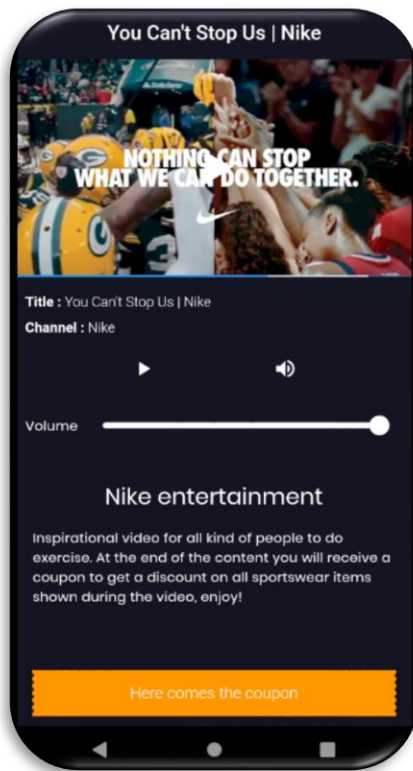 You Can't Stop Us | Nike
NOTHING CAN STOP
WHAT WE CAN DO TOGETHER.
Title : You Can't Stop Us | Nike
Channel : Nike
Volume
Nike entertainment
Inspirational video for all kind of people to do
exercise. At the end of the content you will receive a
coupon to get a discount on all sportswear items
shown during the video, enjoy!
Here comes the coupon